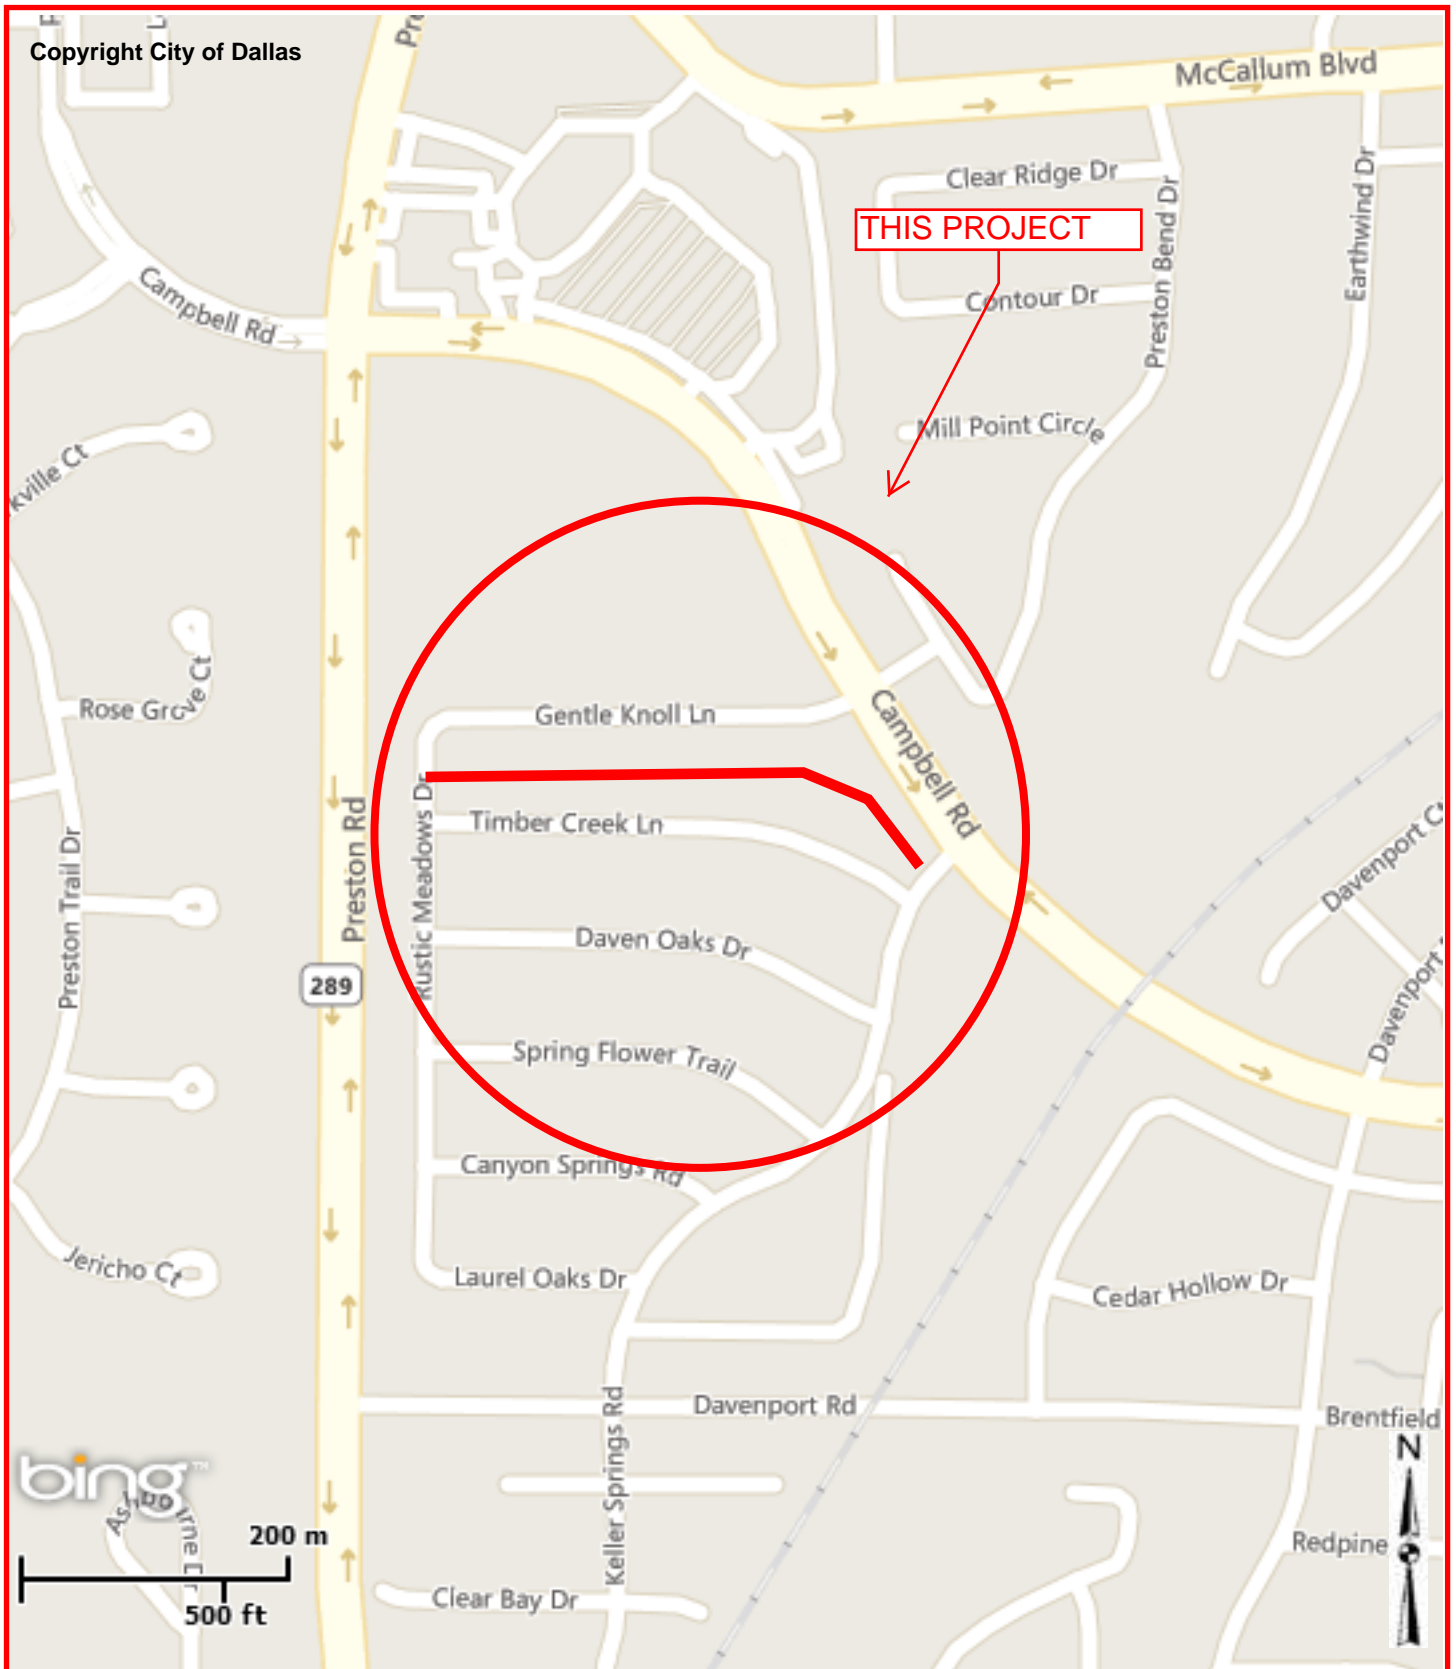 Copyright City of Dallas
McCallum Blvd
Clear Ridge Dr
THIS PROJECT
Preston Bend Dr
Earthwind Dr
Contour Dr
Campbell Rd
Mill Point Circle
kville Ct
Rose Grove Ct
Gentle Knoll Ln
Campbell Rd
Timber Creek Ln
Preston Rd
Rustic Meadows Dr
Preston Trail Dr
Daven Oaks Dr
289
Davenport Ct
Davenport
Spring Flower Trail
Canyon Springs Rd
Jericho Ct
Laurel Oaks Dr
Cedar Hollow Dr
Davenport Rd
Brentfield
Keller Springs Rd
N
bing™
200 m
500 ft
Redpine
Clear Bay Dr